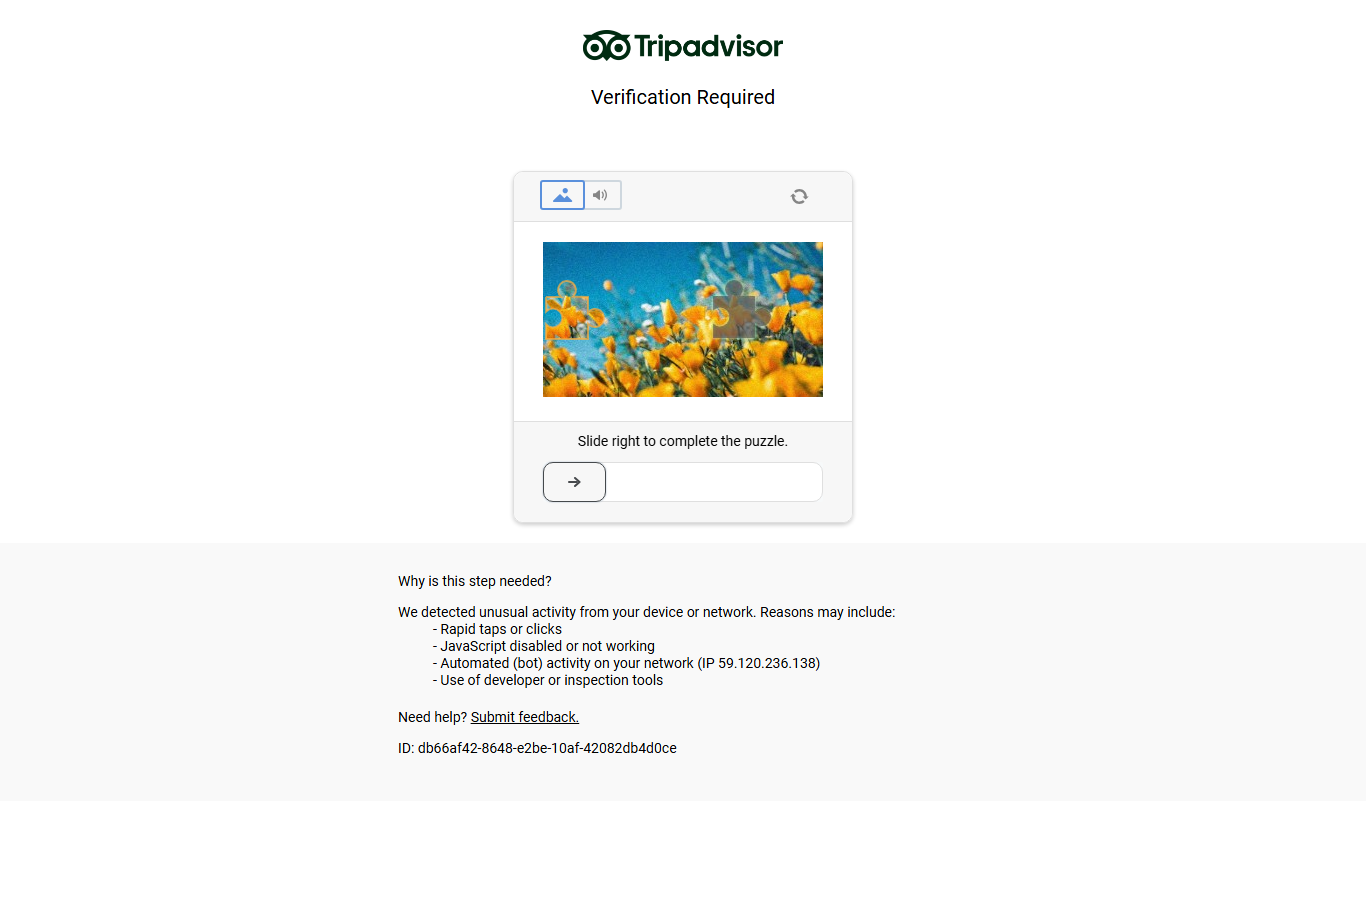 Tripadvisor
Verification Required
Slide right to complete the puzzle.
Why is this step needed?
We detected unusual activity from your device or network. Reasons may include:
- Rapid taps or clicks
- JavaScript disabled or not working
- Automated (bot) activity on your network (IP 59.120.236.138)
- Use of developer or inspection tools
Need help? Submit feedback.
ID: db66af42-8648-e2be-10af-42082db4d0ce